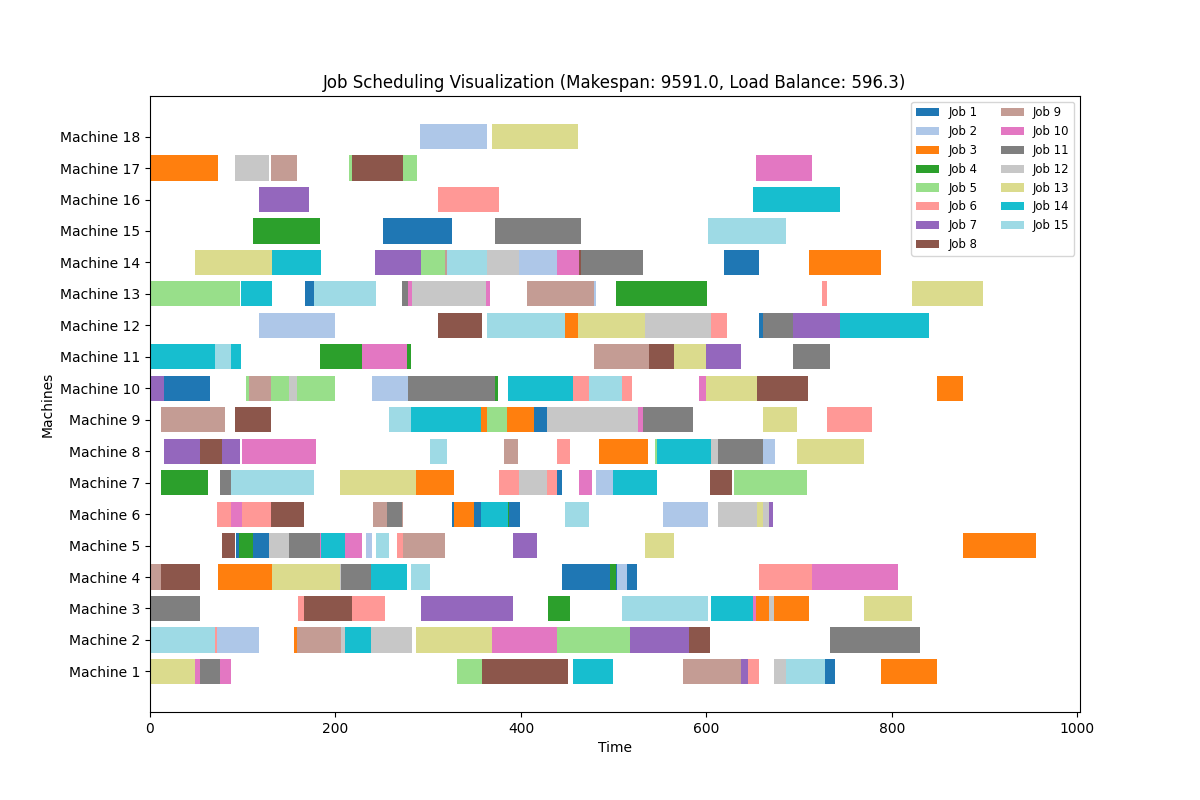 Job Scheduling Visualization (Makespan: 9591.0, Load Balance: 596.3)
Machines
Machine 18
Machine 17
Machine 16
Machine 15
Machine 14
Machine 13
Machine 12
Machine 11
Machine 10
Machine 9
Machine 8
Machine 7
Machine 6
Machine 5
Machine 4
Machine 3
Machine 2
Machine 1
Job 1
Job 2
Job 3
Job 4
Job 5
Job 6
Job 7
Job 8
Job 9
Job 10
Job 11
Job 12
Job 13
Job 14
Job 15
0 200 400 600 800 1000
Time